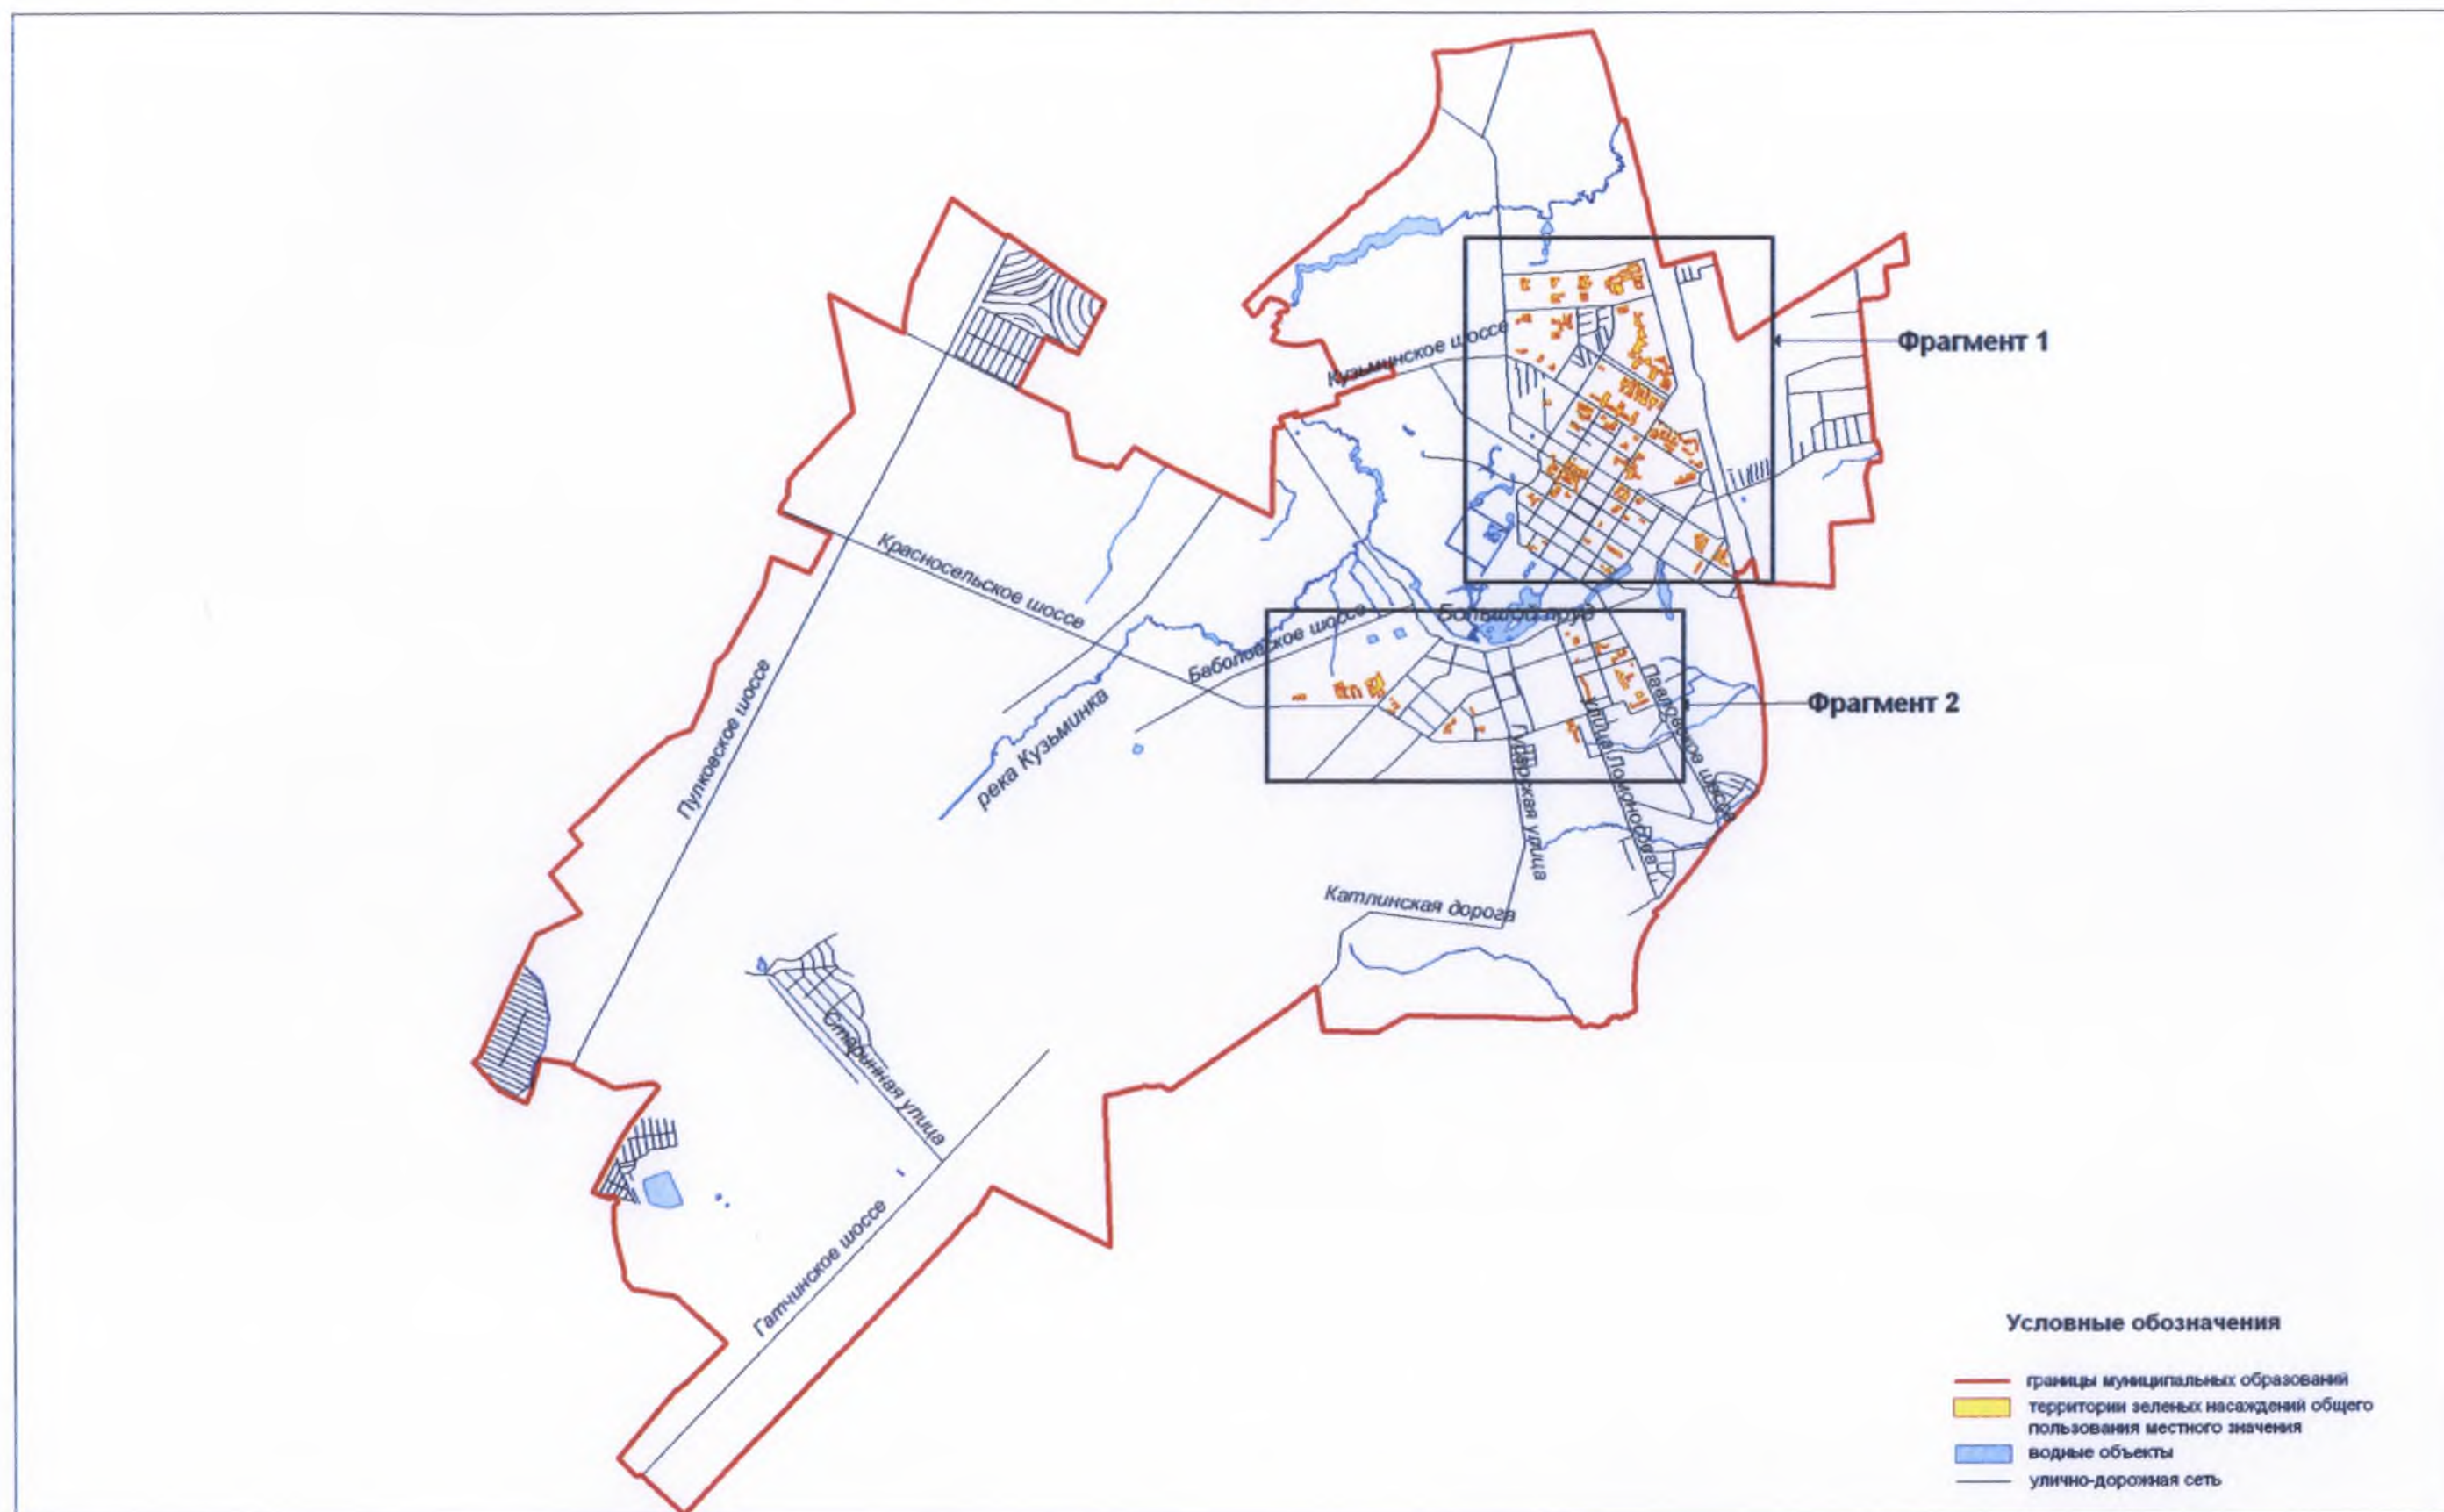 Фрагмент 1
Кузьминское шоссе
Красносельское шоссе
Большой пруд
Баболовское шоссе
Фрагмент 2
Павловское шоссе
Пулковское шоссе
река Кузьминка
улица Ломоносова
Гусарская улица
Катлинская дорога
Старинная улица
Гатчинское шоссе
Условные обозначения
границы муниципальных образований
территории зеленых насаждений общего
пользования местного значения
водные объекты
улично-дорожная сеть